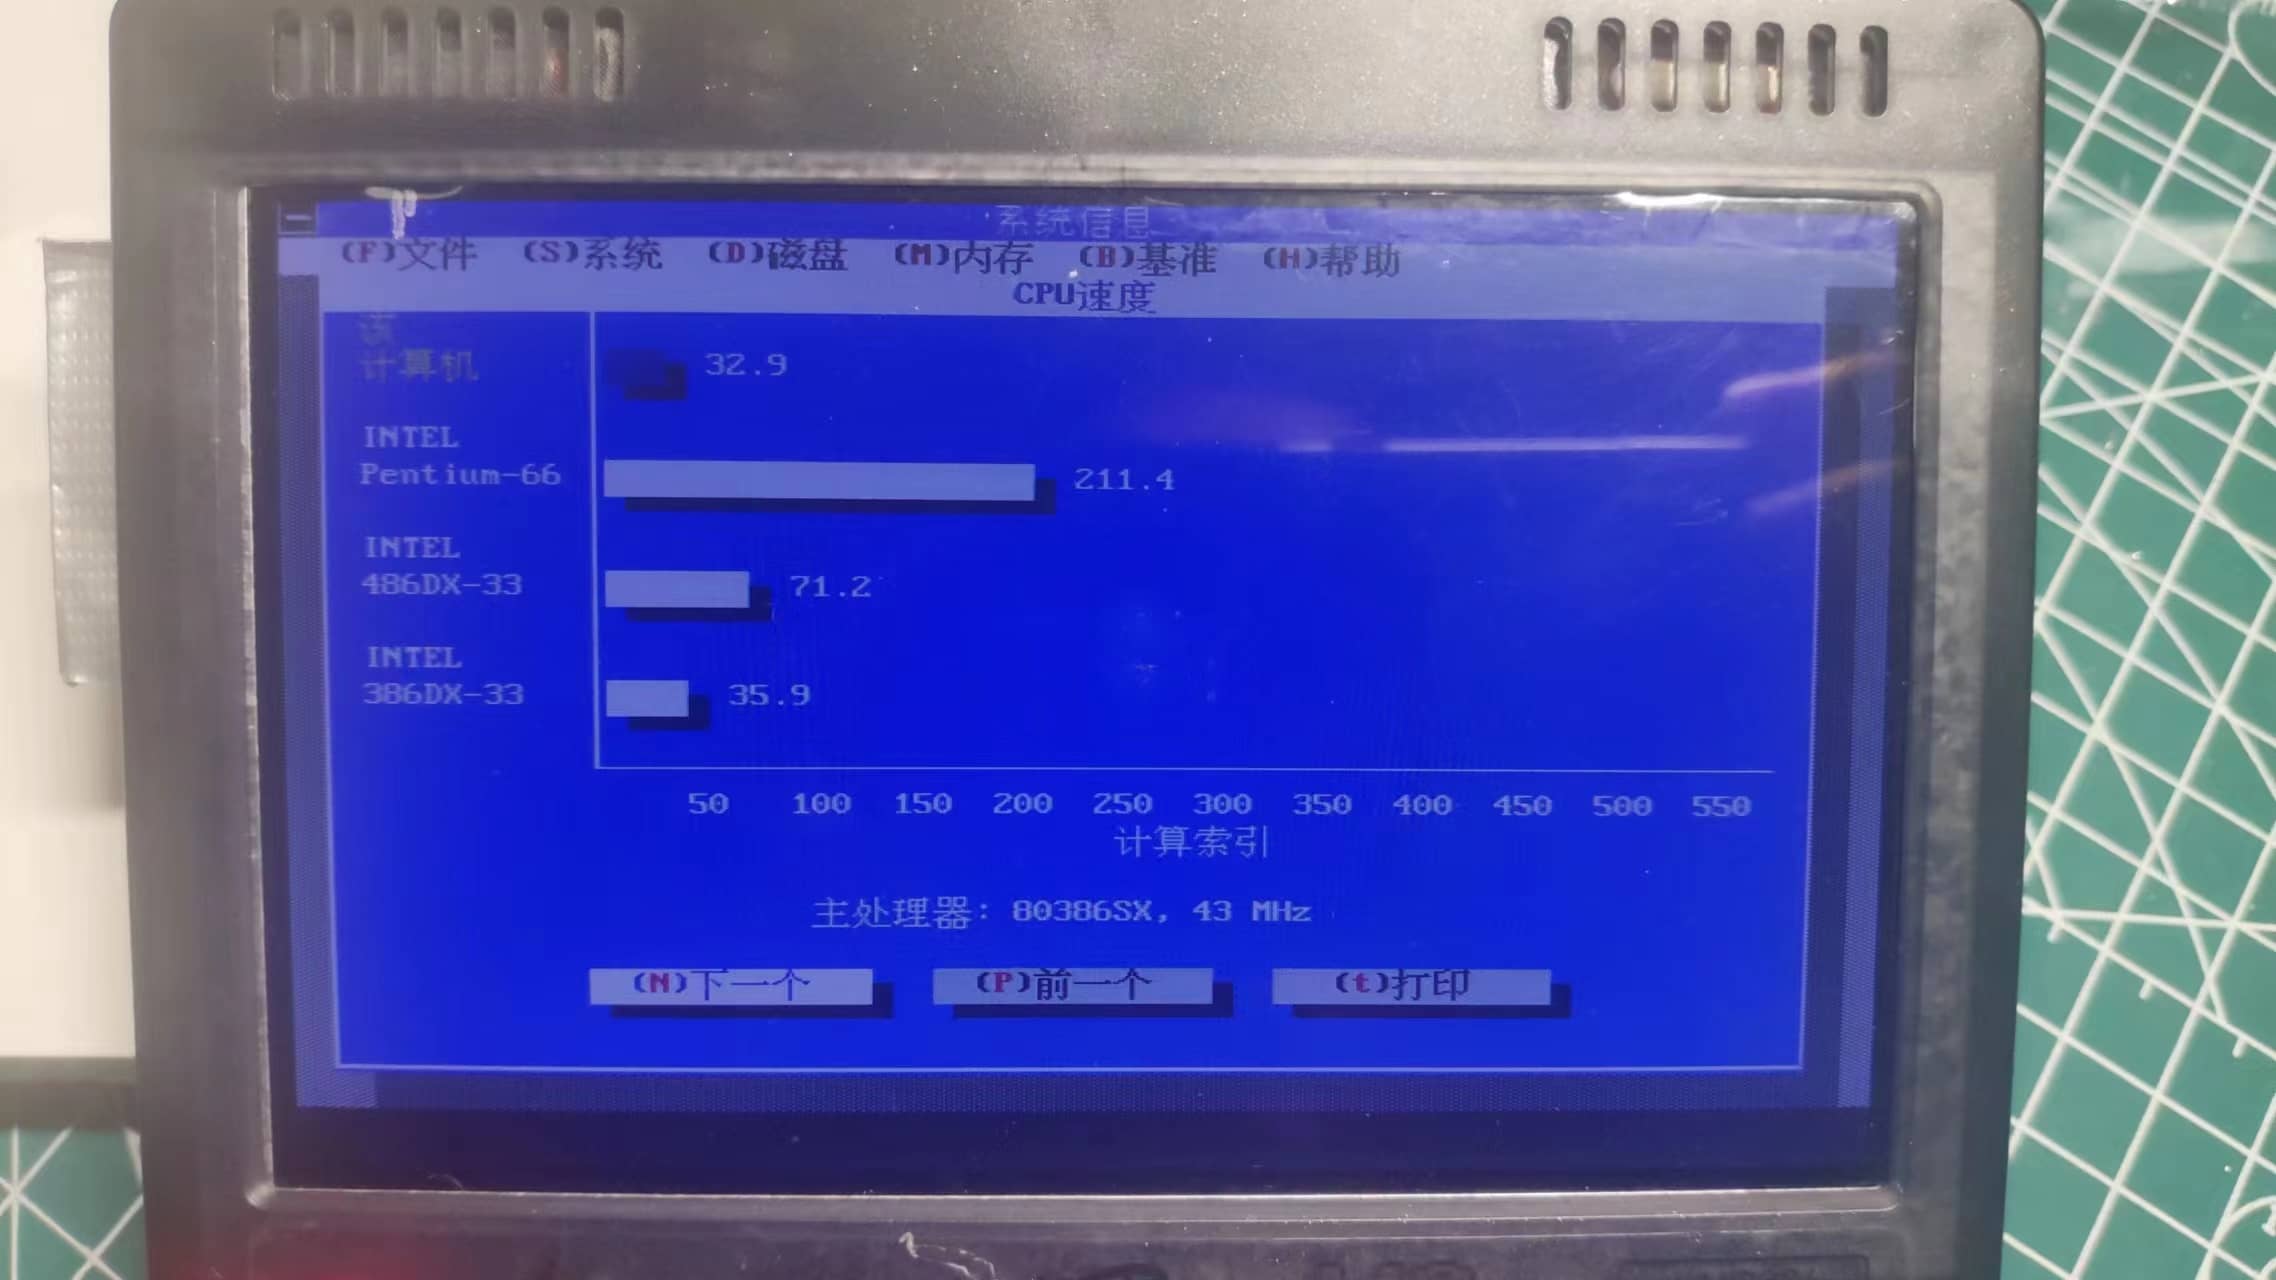 系统信息
(F)文件 (S)系统 (D)磁盘 (M)内存 (B)基准 (H)帮助
CPU速度
该
计算机 32.9
INTEL
Pentium-66 211.4
INTEL
486DX-33 71.2
INTEL
386DX-33 35.9
50 100 150 200 250 300 350 400 450 500 550
计算索引
主处理器: 80386SX, 43 MHz
(N)下一个 (P)前一个 (t)打印